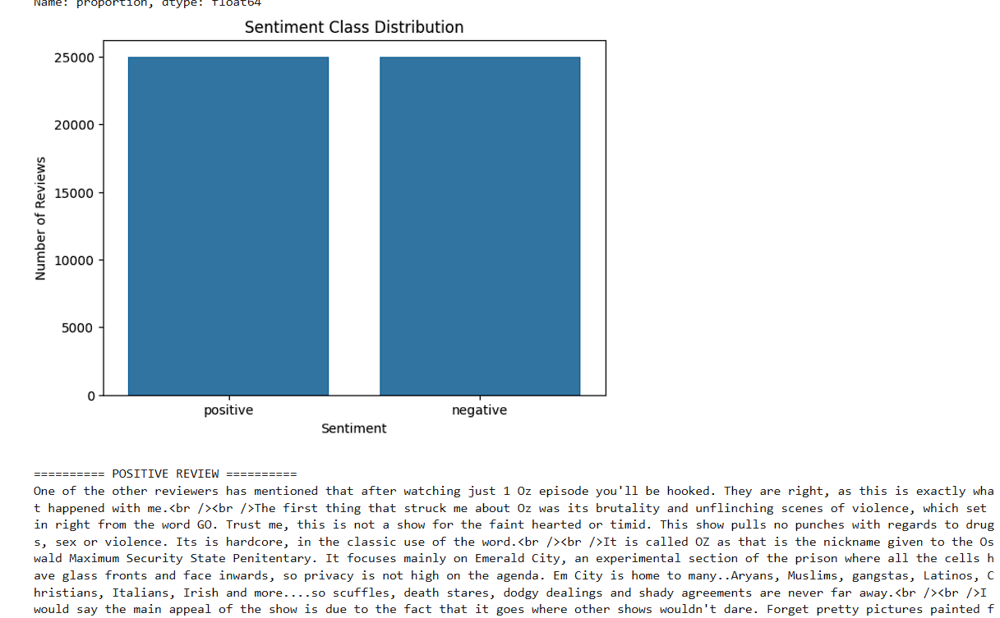 Name: proportion, dtype: float64
Sentiment Class Distribution
25000
20000
15000
10000
5000
0
Number of Reviews
positive negative
Sentiment
========== POSITIVE REVIEW ==========
One of the other reviewers has mentioned that after watching just 1 Oz episode you'll be hooked. They are right, as this is exactly wha
t happened with me.<br /><br />The first thing that struck me about Oz was its brutality and unflinching scenes of violence, which set
in right from the word GO. Trust me, this is not a show for the faint hearted or timid. This show pulls no punches with regards to drug
s, sex or violence. Its is hardcore, in the classic use of the word.<br /><br />It is called OZ as that is the nickname given to the Os
wald Maximum Security State Penitentary. It focuses mainly on Emerald City, an experimental section of the prison where all the cells h
ave glass fronts and face inwards, so privacy is not high on the agenda. Em City is home to many..Aryans, Muslims, gangstas, Latinos, C
hristians, Italians, Irish and more....so scuffles, death stares, dodgy dealings and shady agreements are never far away.<br /><br />I
would say the main appeal of the show is due to the fact that it goes where other shows wouldn't dare. Forget pretty pictures painted f